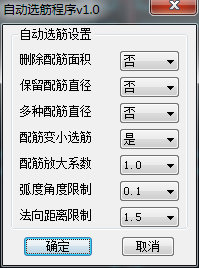 自动选筋程序v1.0
自动选筋设置
删除配筋面积 否
保留配筋直径 否
多种配筋直径 否
配筋变小选筋 是
配筋放大系数 1.0
弧度角度限制 0.1
法向距离限制 1.5
确定 取消